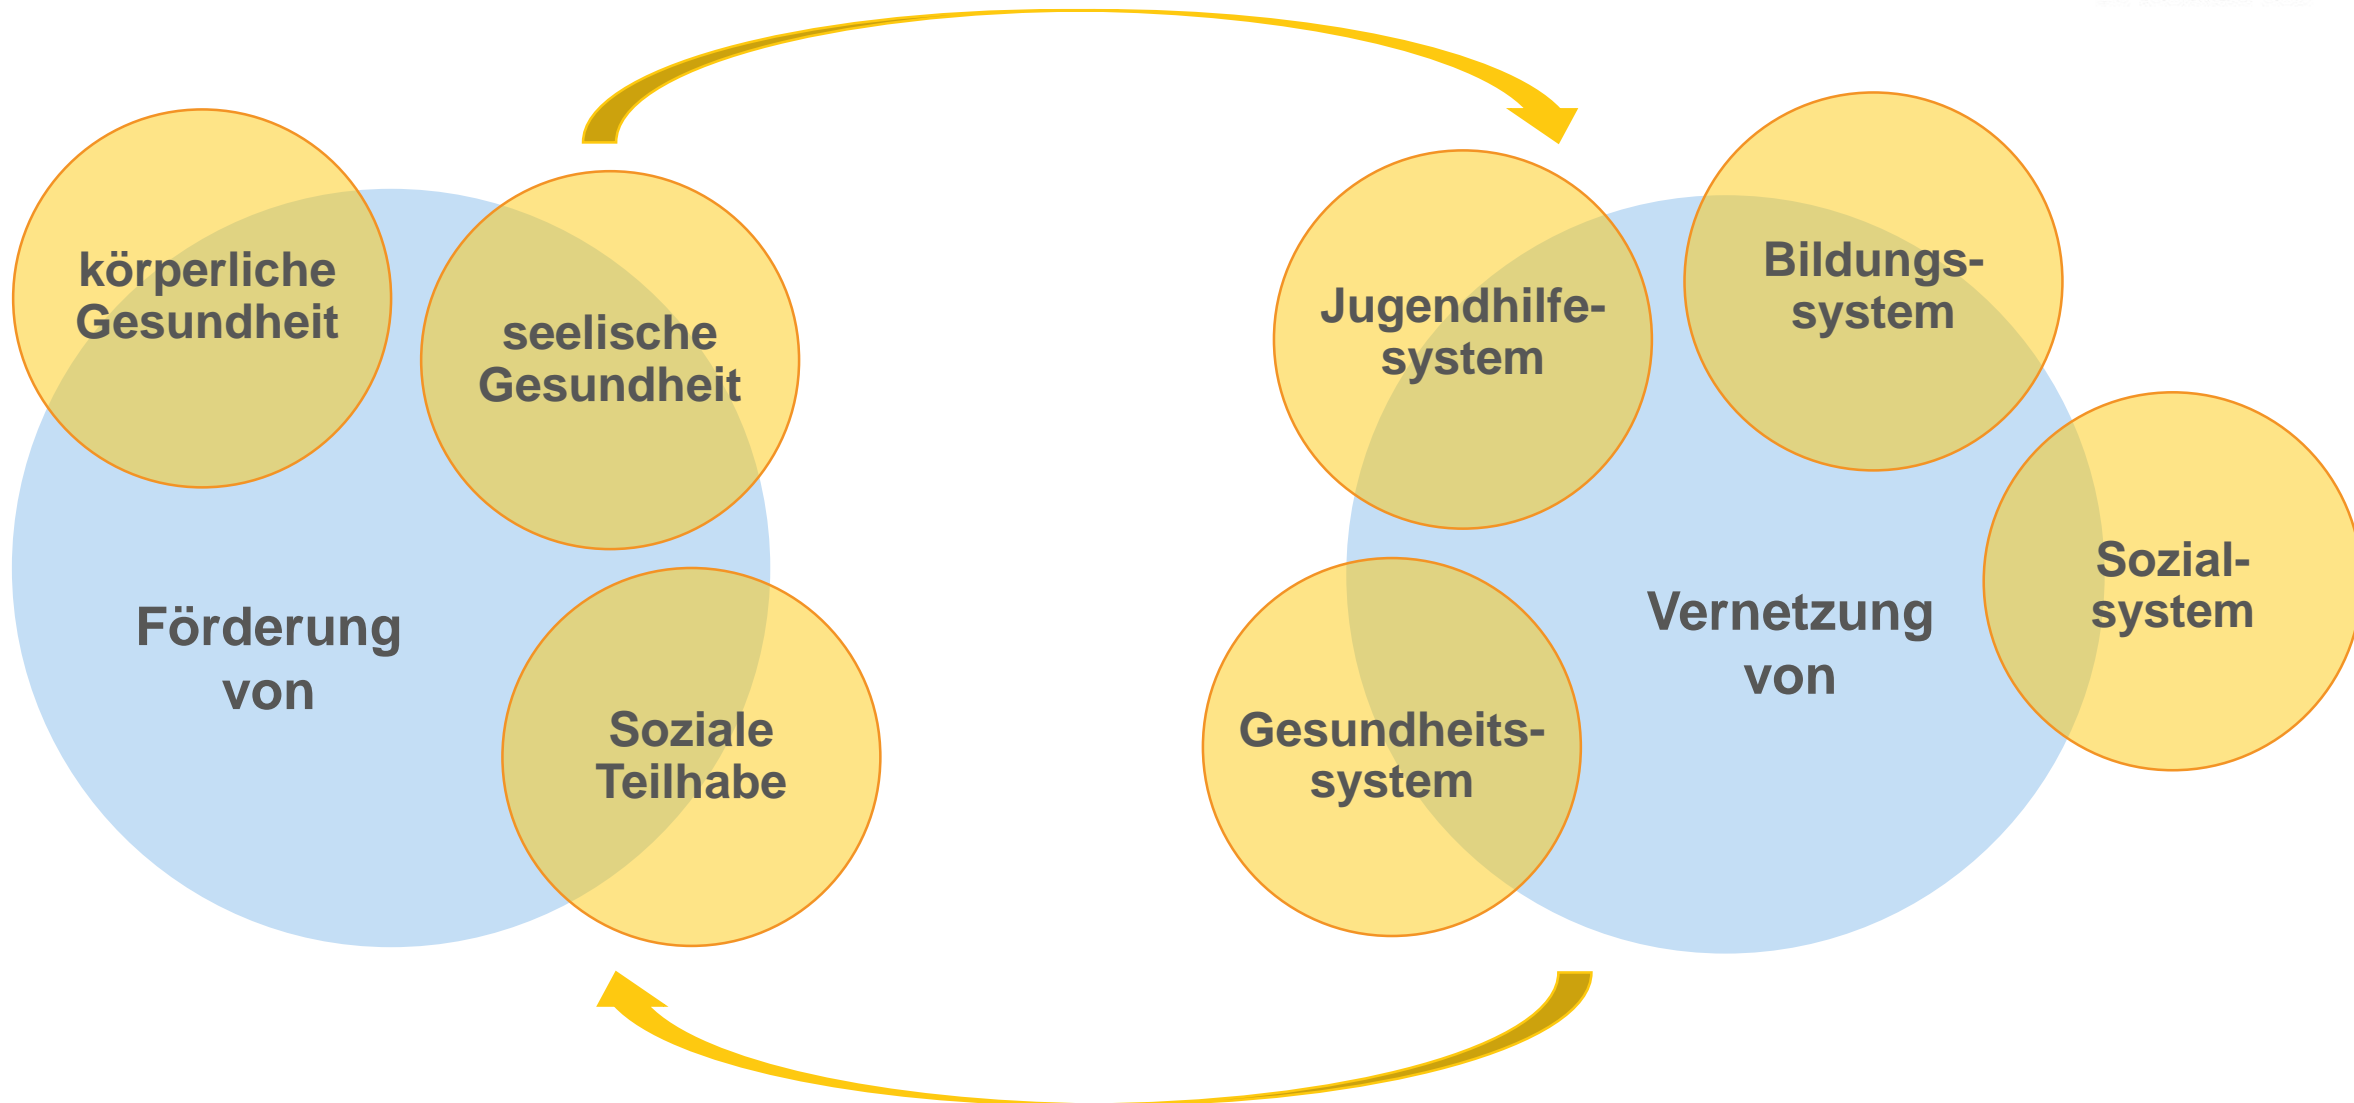 körperliche
Gesundheit
seelische
Gesundheit
Förderung
von
Soziale
Teilhabe
Jugendhilfe-
system
Bildungs-
system
Sozial-
system
Vernetzung
von
Gesundheits-
system